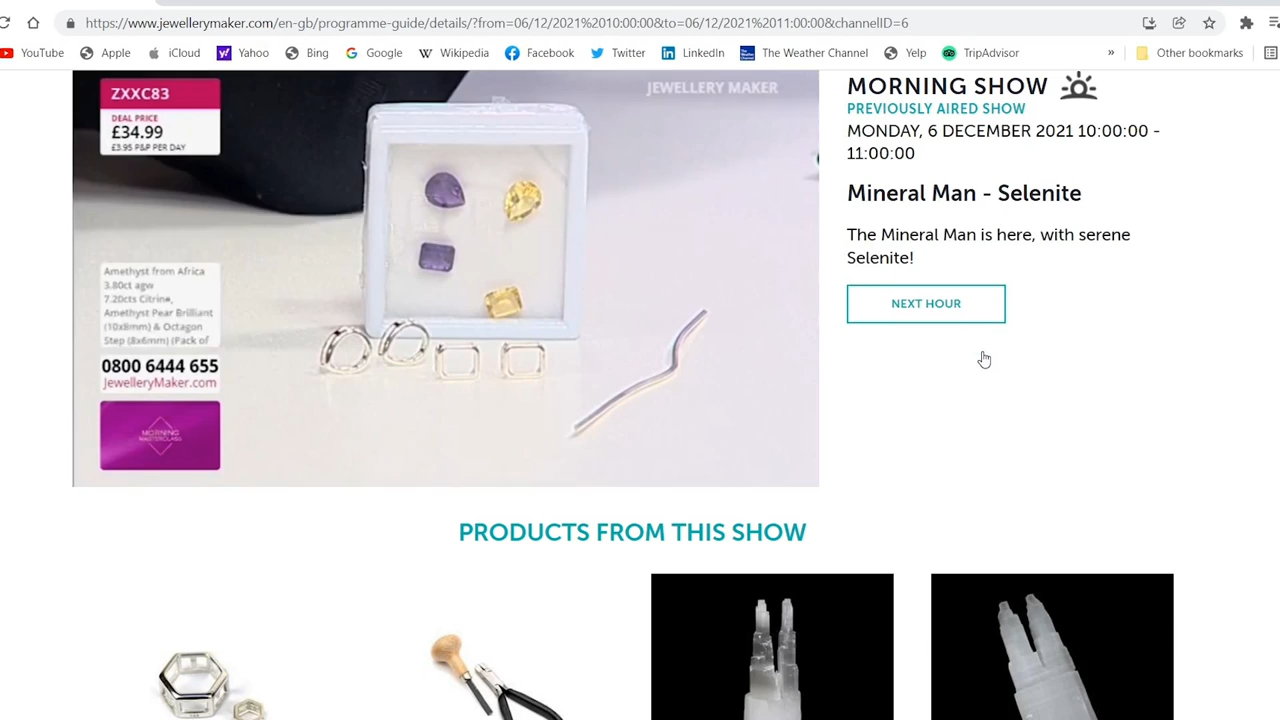 https://www.jewellerymaker.com/en-gb/programme-guide/details/?from=06/12/2021%2010:00:00&to=06/12/2021%2011:00:00&channelID=6
YouTube Apple iCloud Yahoo Bing Google Wikipedia Facebook Twitter LinkedIn The Weather Channel Yelp TripAdvisor » Other bookmarks
ZXXC83
DEAL PRICE
£34.99
£3.95 P&P PER DAY
JEWELLERY MAKER
Amethyst from Africa
3.80ct agw
7.20cts Citrine,
Amethyst Pear Brilliant
(10x8mm) & Octagon
Step (8x6mm) (Pack of
0800 6444 655
JewelleryMaker.com
MORNING
MASTERCLASS
MORNING SHOW
PREVIOUSLY AIRED SHOW
MONDAY, 6 DECEMBER 2021 10:00:00 -
11:00:00
Mineral Man - Selenite
The Mineral Man is here, with serene
Selenite!
NEXT HOUR
PRODUCTS FROM THIS SHOW